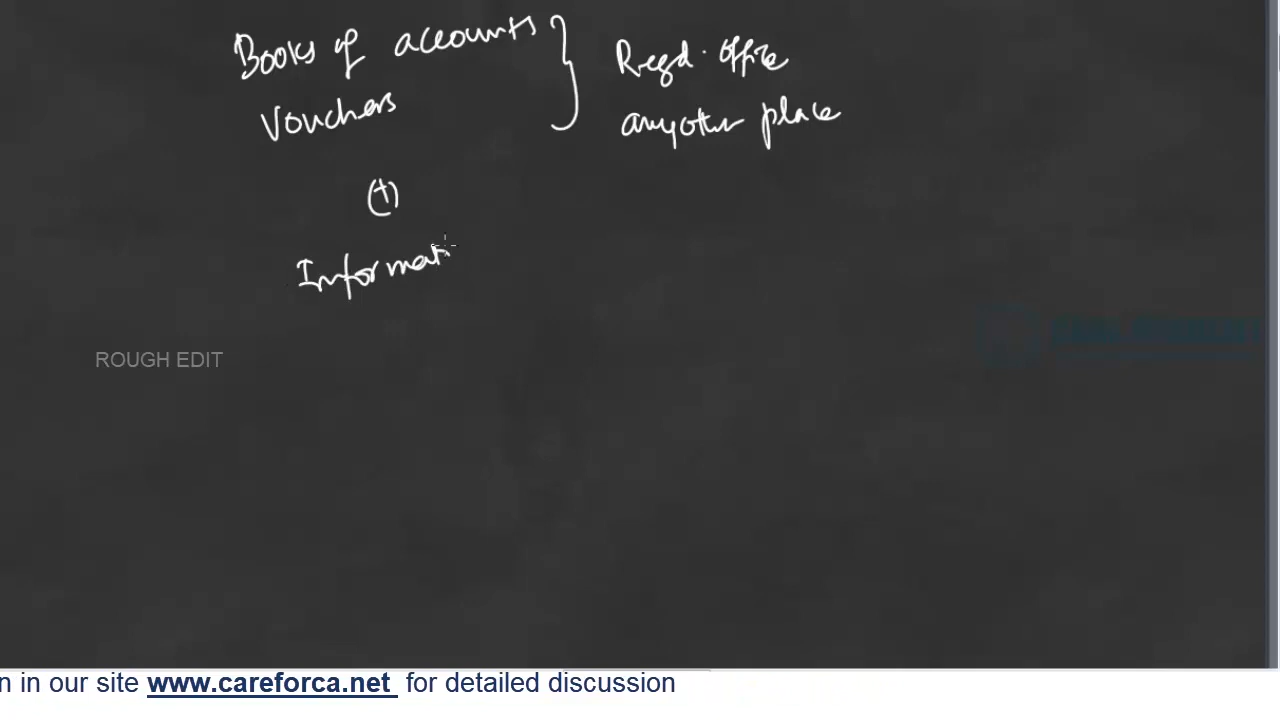 Books of accounts
Regd. office
Vouchers
anyother place
(+)
Informati
ROUGH EDIT
n in our site www.careforca.net for detailed discussion